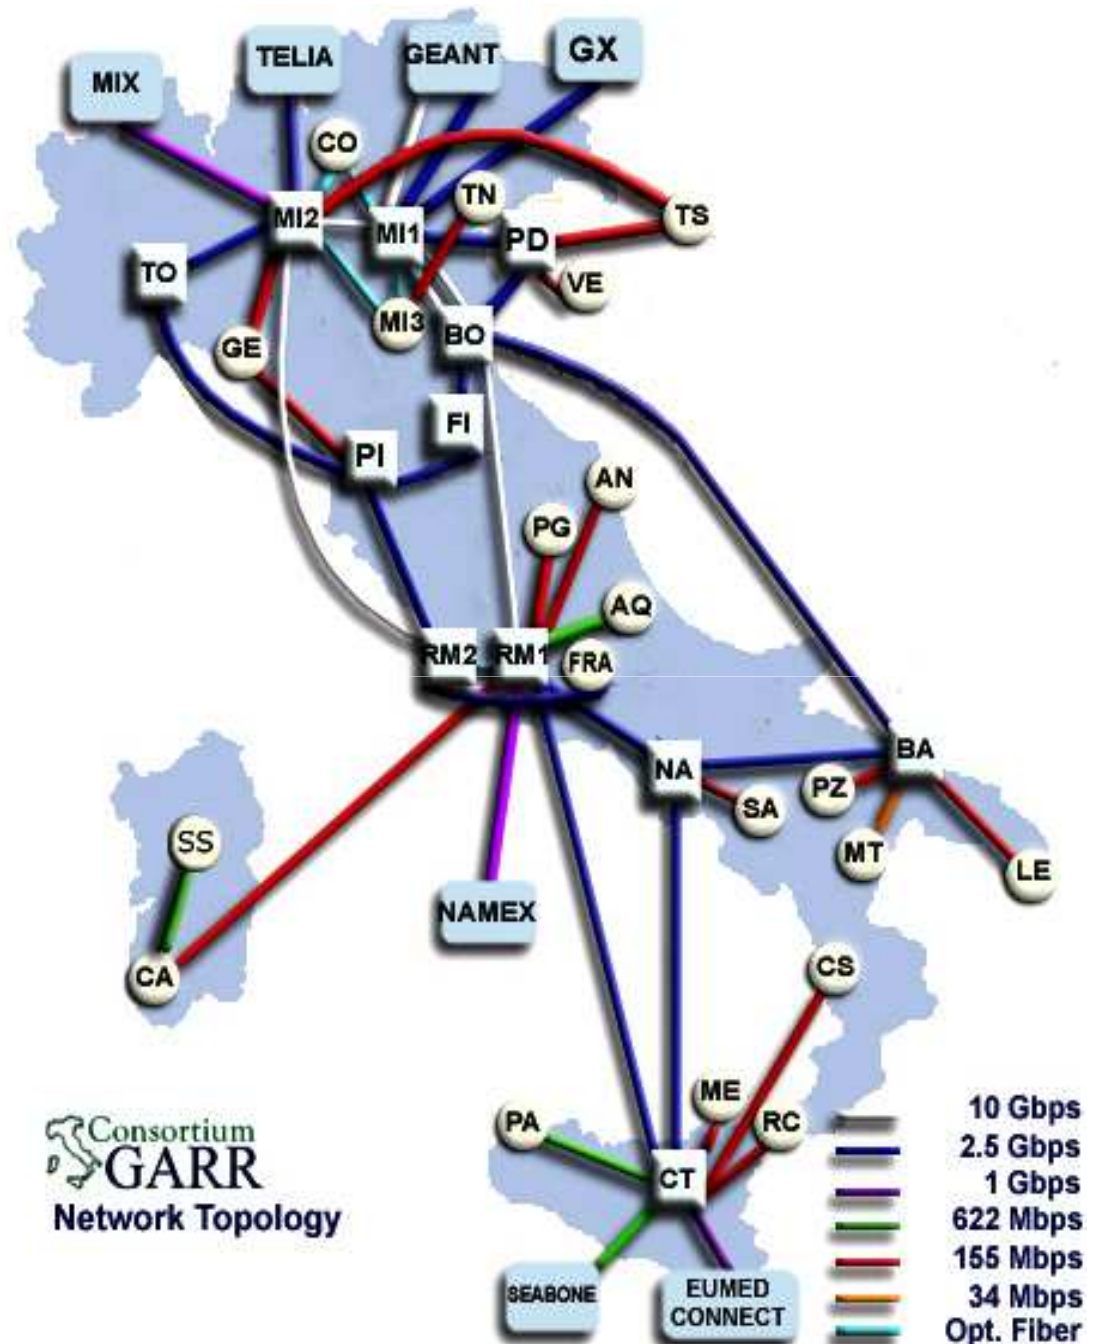 TELIA
GEANT
GX
MIX
CO
TN
MI2
MI1
PD
TS
TO
VE
MI3
BO
GE
FI
PI
AN
PG
AQ
RM2
RM1
FRA
BA
NA
PZ
SA
SS
MT
LE
NAMEX
CA
CS
ME
PA
RC
CT
SEABONE
EUMED
CONNECT
Consortium
GARR
Network Topology
10 Gbps
2.5 Gbps
1 Gbps
622 Mbps
155 Mbps
34 Mbps
Opt. Fiber